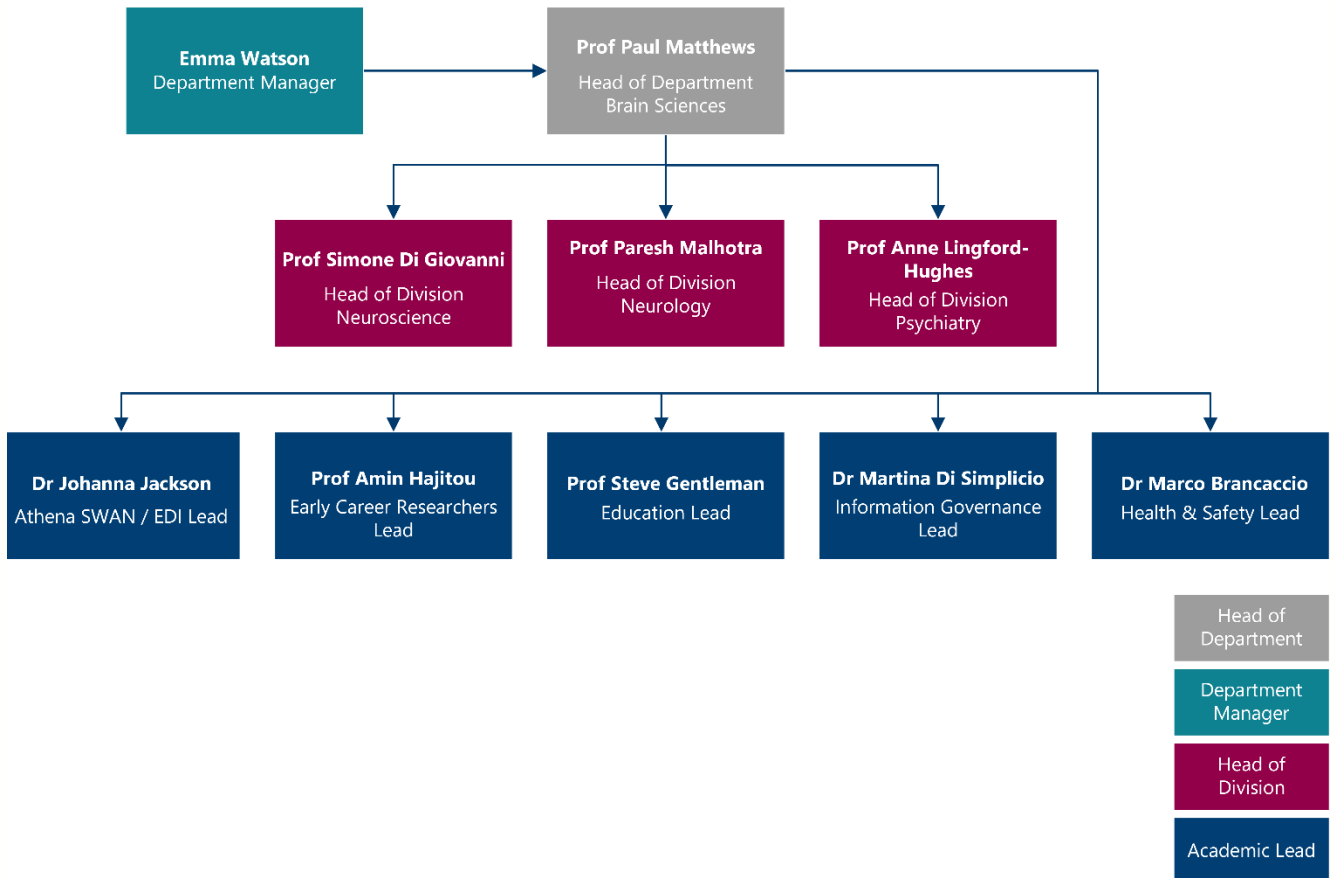 Emma Watson
Department Manager
Prof Paul Matthews
Head of Department
Brain Sciences
Prof Simone Di Giovanni
Head of Division
Neuroscience
Prof Paresh Malhotra
Head of Division
Neurology
Prof Anne Lingford-
Hughes
Head of Division
Psychiatry
Dr Johanna Jackson
Athena SWAN / EDI Lead
Prof Amin Hajitou
Early Career Researchers
Lead
Prof Steve Gentleman
Education Lead
Dr Martina Di Simplicio
Information Governance
Lead
Dr Marco Brancaccio
Health & Safety Lead
Head of
Department
Department
Manager
Head of
Division
Academic Lead